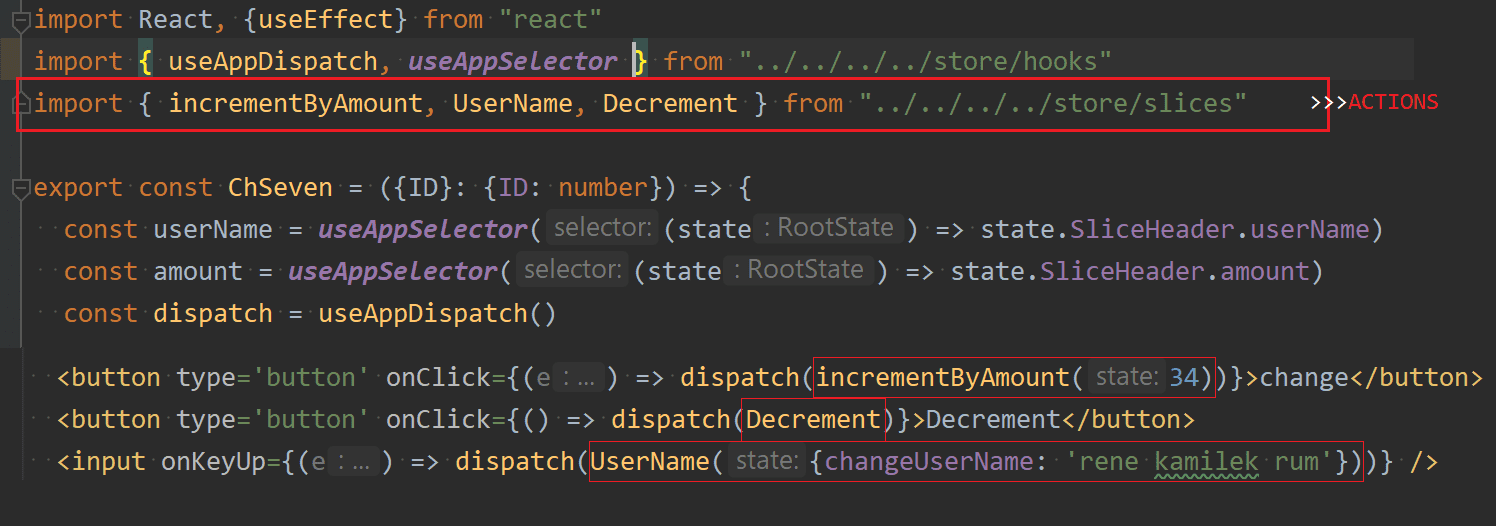 import React, {useEffect} from "react"
import { useAppDispatch, useAppSelector } from "../../../../store/hooks"
import { incrementByAmount, UserName, Decrement } from "../../../../store/slices" >>>ACTIONS
export const ChSeven = ({ID}: {ID: number}) => {
const userName = useAppSelector( selector: (state : RootState ) => state.SliceHeader.userName)
const amount = useAppSelector( selector: (state : RootState ) => state.SliceHeader.amount)
const dispatch = useAppDispatch()
<button type='button' onClick={(e : ... ) => dispatch(incrementByAmount( state: 34))}>change</button>
<button type='button' onClick={() => dispatch(Decrement)}>Decrement</button>
<input onKeyUp={(e : ... ) => dispatch(UserName( state: {changeUserName: 'rene kamilek rum'}))} />